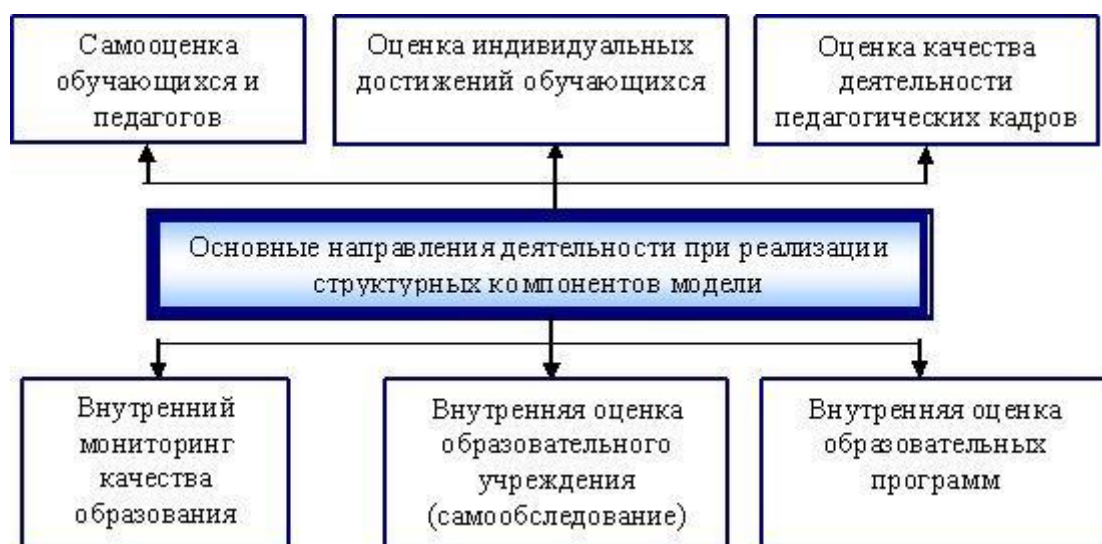 Самооценка
обучающихся и
педагогов
Оценка индивидуальных
достижений обучающихся
Оценка качества
деятельности
педагогических кадров
Основные направления деятельности при реализации
структурных компонентов модели
Внутренний
мониторинг
качества
образования
Внутренняя оценка
образовательного
учреждения
(самообследование)
Внутренняя оценка
образовательных
программ